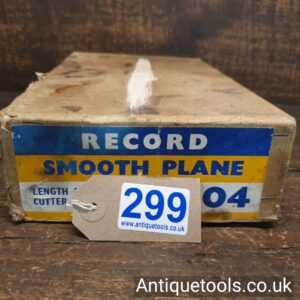 RECORD
SMOOTH PLANE
LENGTH
CUTTER
04
299
www.antiquetools.co.uk
Antiquetools.co.uk